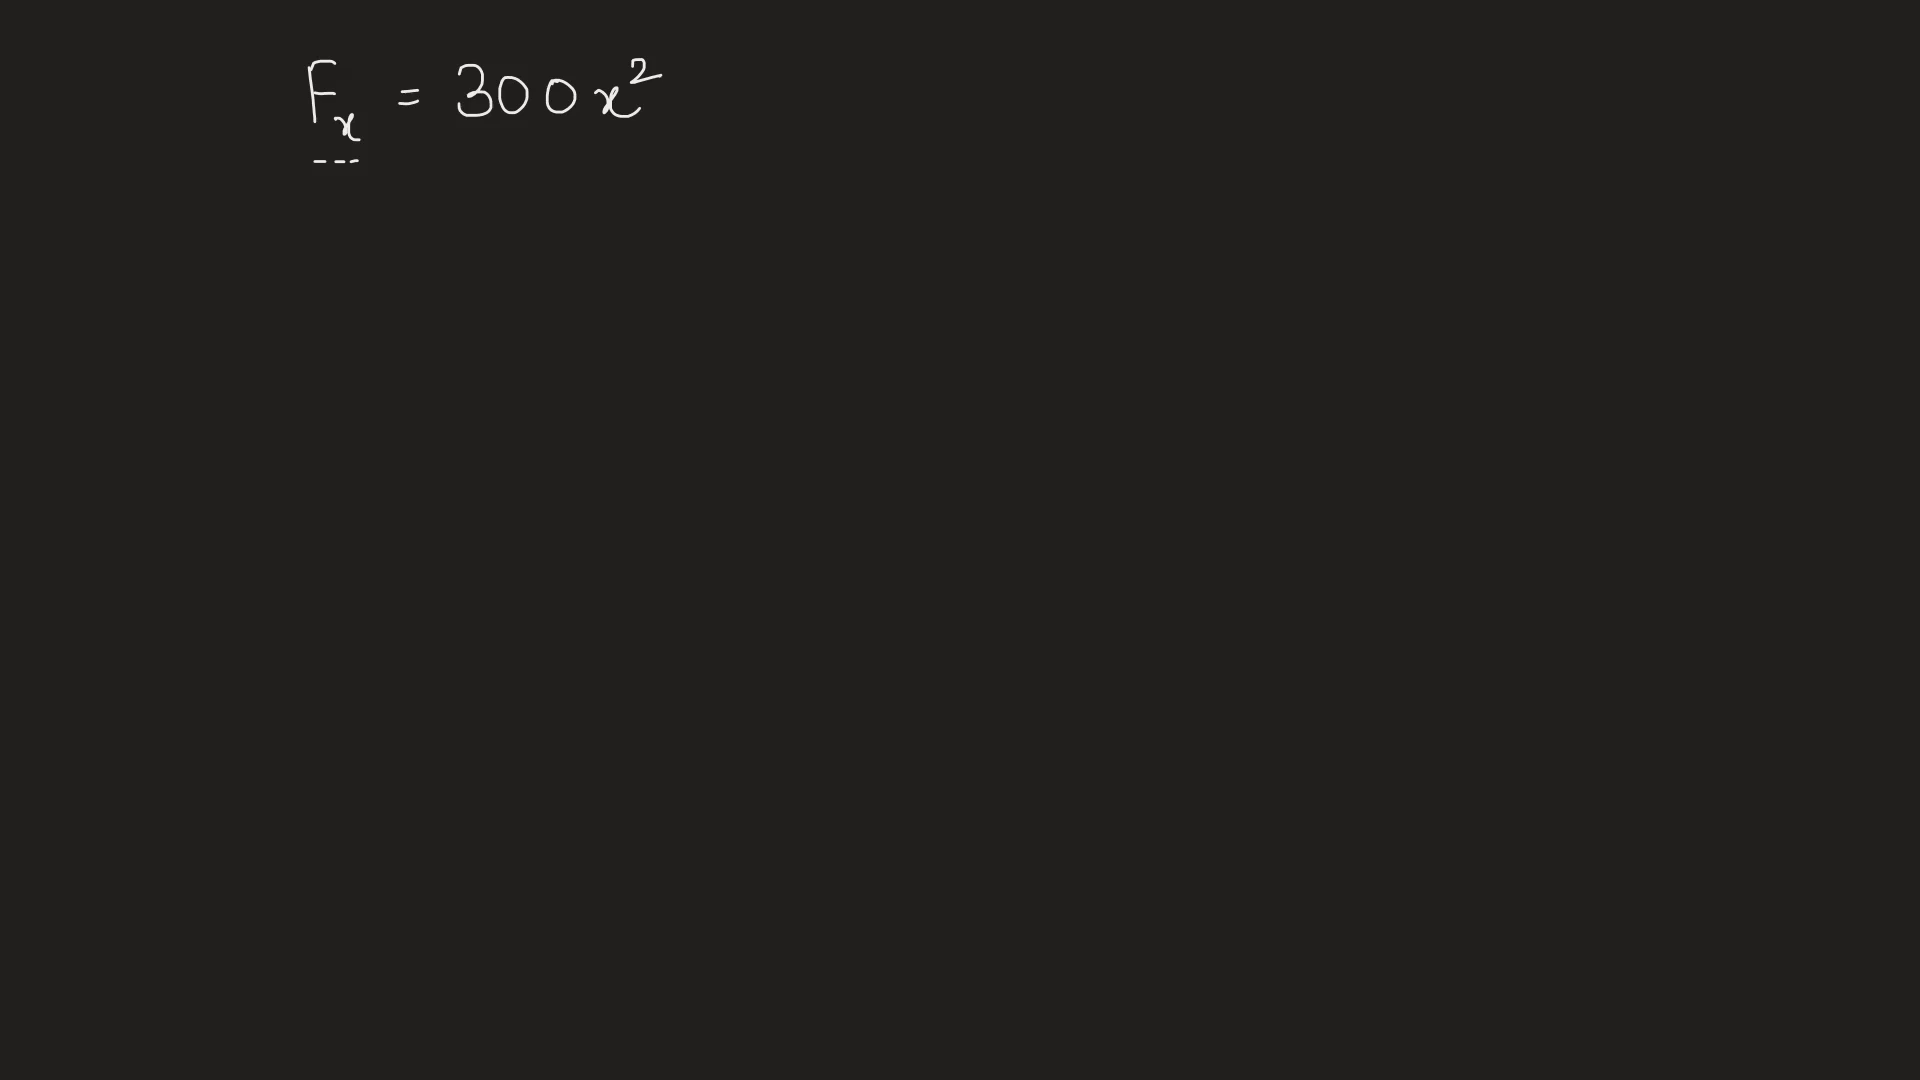 Fₓ = 300x²